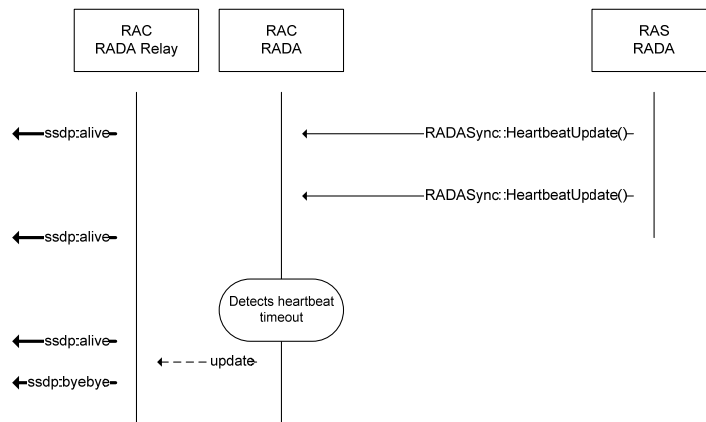 RAC
RADA Relay
RAC
RADA
RAS
RADA
ssdp:alive
RADASync::HeartbeatUpdate()
RADASync::HeartbeatUpdate()
ssdp:alive
Detects heartbeat
timeout
ssdp:alive
update
ssdp:byebye